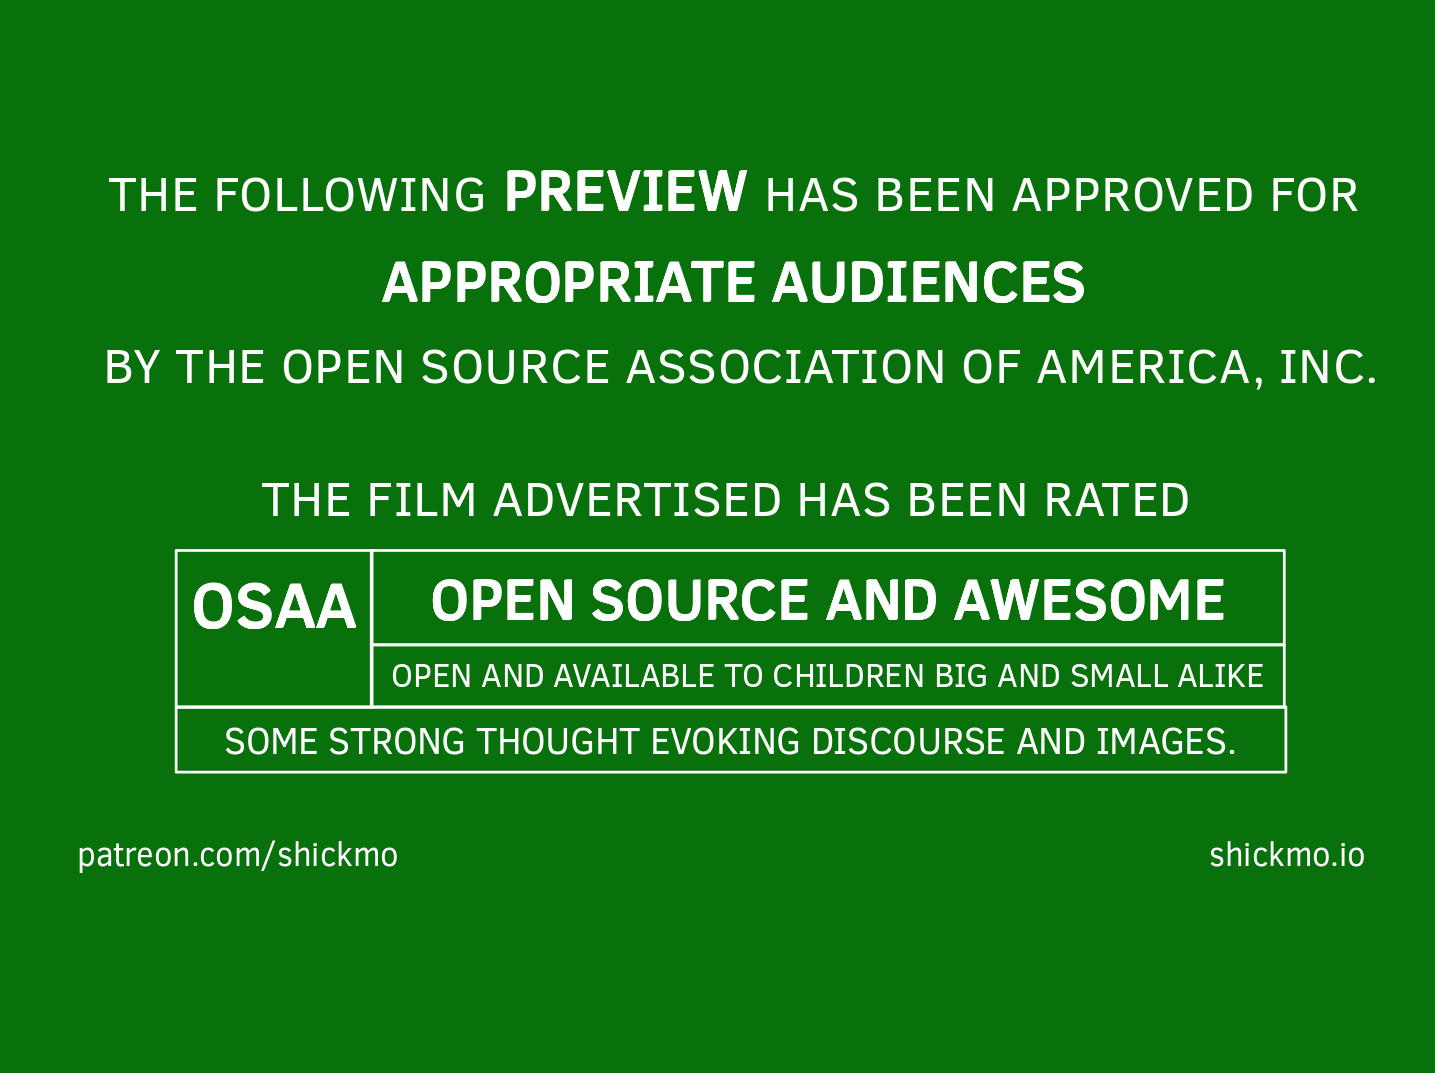 THE FOLLOWING PREVIEW HAS BEEN APPROVED FOR
APPROPRIATE AUDIENCES
BY THE OPEN SOURCE ASSOCIATION OF AMERICA, INC.
THE FILM ADVERTISED HAS BEEN RATED
OSAA
OPEN SOURCE AND AWESOME
OPEN AND AVAILABLE TO CHILDREN BIG AND SMALL ALIKE
SOME STRONG THOUGHT EVOKING DISCOURSE AND IMAGES.
patreon.com/shickmo
shickmo.io